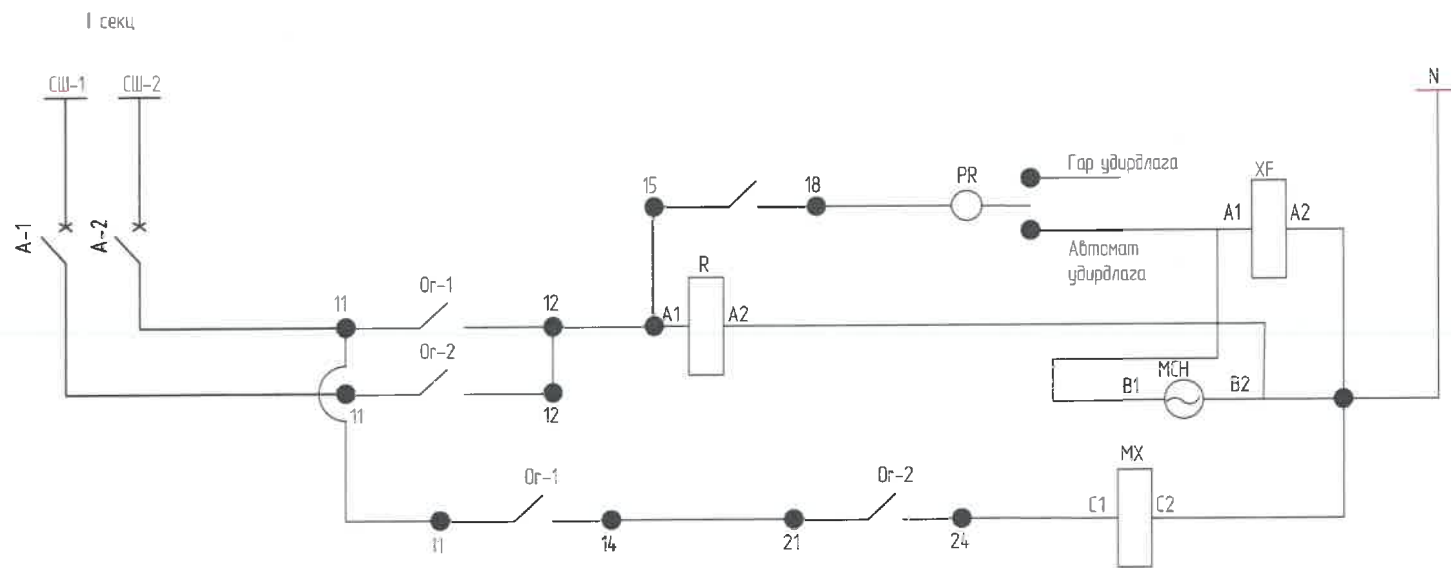 I секц
СШ-1
СШ-2
N
А-1
А-2
15
18
PR
Гар удирдлага
Автомат
удирдлага
XF
A1
A2
11
Ог-1
12
A1
R
A2
Ог-2
11
12
B1
МСН
B2
Ог-1
Ог-2
MX
11
14
21
24
C1
C2